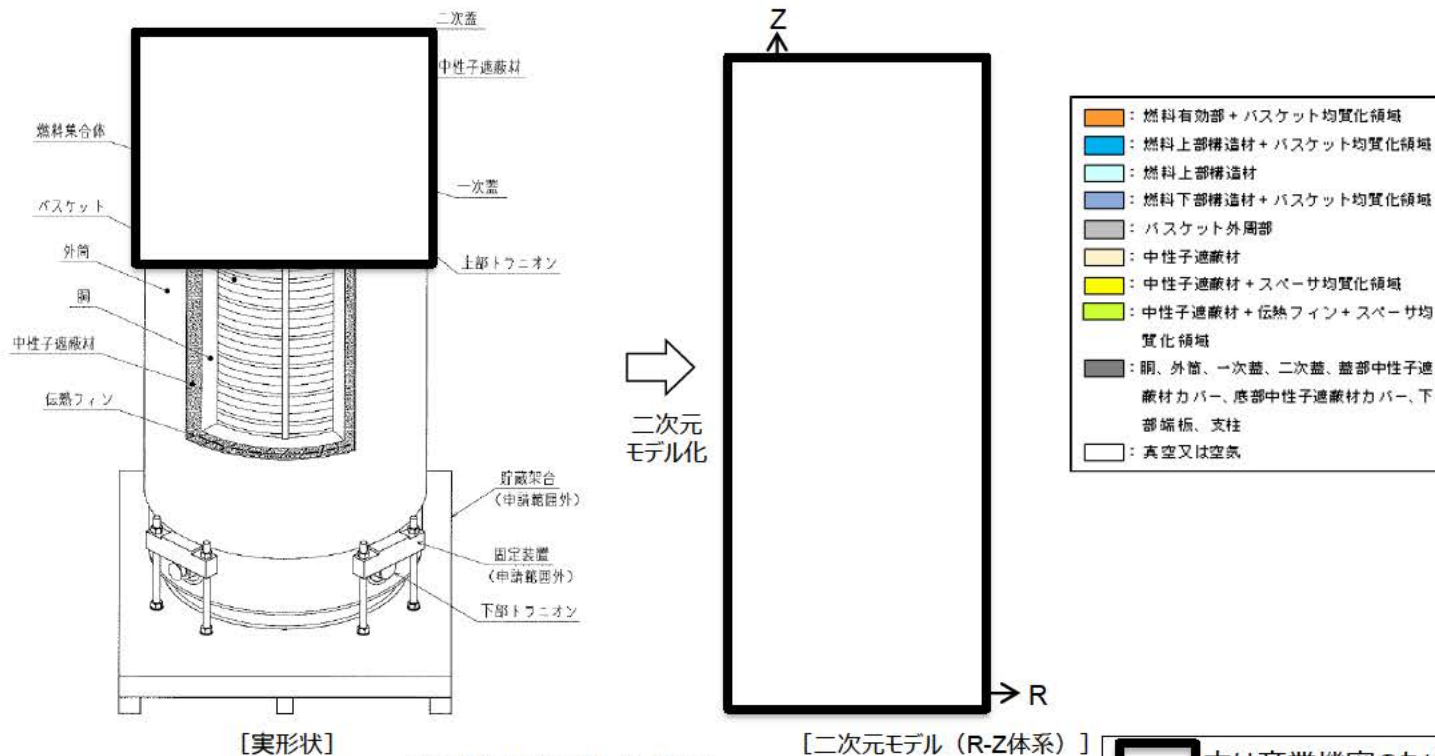 二次蓋
中性子遮蔽材
燃料集合体
一次蓋
バスケット
外筒
上部トラニオン
胴
中性子遮蔽材
伝熱フィン
貯蔵架台
(申請範囲外)
固定装置
(申請範囲外)
下部トラニオン
[実形状]
二次元
モデル化
Z
R
[二次元モデル(R-Z体系)]
:燃料有効部+バスケット均質化領域
:燃料上部構造材+バスケット均質化領域
:燃料上部構造材
:燃料下部構造材+バスケット均質化領域
:バスケット外周部
:中性子遮蔽材
:中性子遮蔽材+スペーサ均質化領域
:中性子遮蔽材+伝熱フィン+スペーサ均
質化領域
:胴、外筒、一次蓋、二次蓋、蓋部中性子遮
蔽材カバー、底部中性子遮蔽材カバー、下
部端板、支柱
:真空又は空気